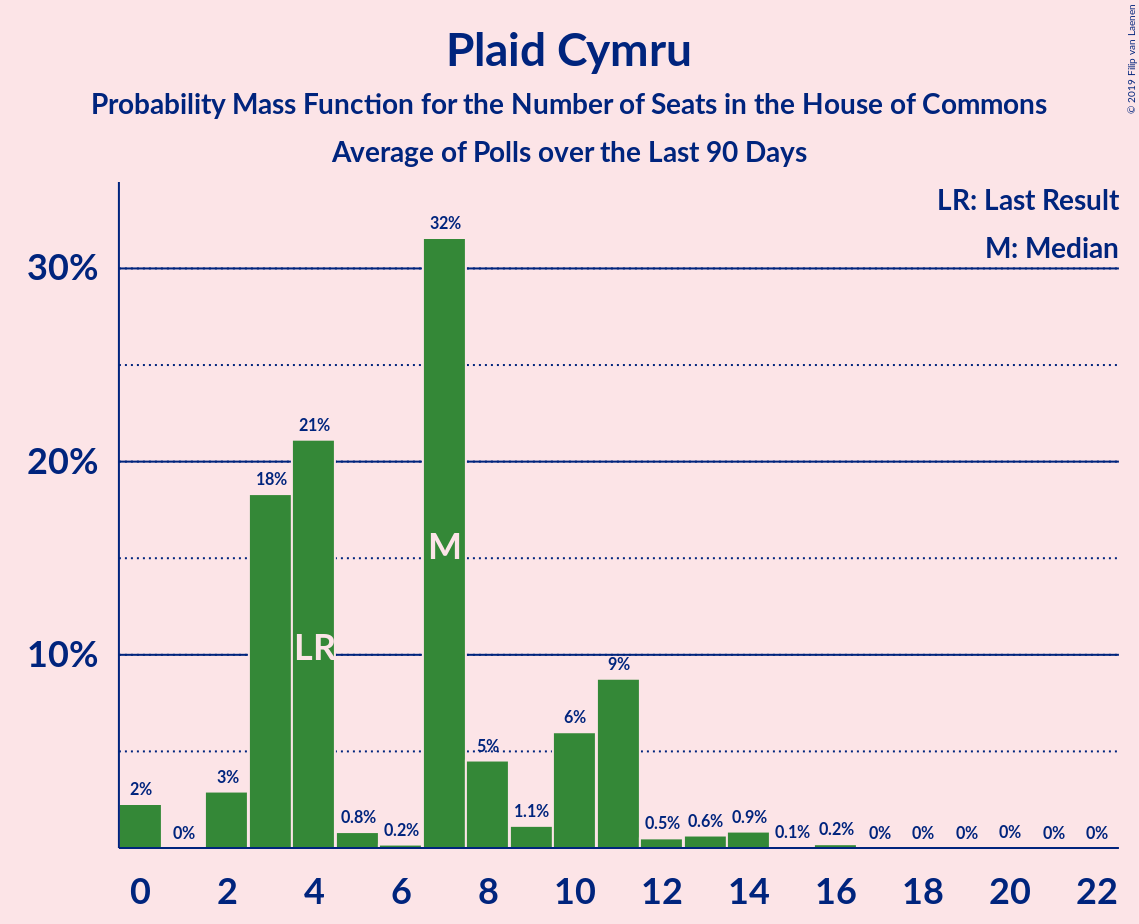 Plaid Cymru
Probability Mass Function for the Number of Seats in the House of Commons
Average of Polls over the Last 90 Days
© 2019 Filip van Laenen
LR: Last Result
M: Median
30%
20%
10%
2%
0%
3%
18%
21%
0.8%
0.2%
32%
5%
1.1%
6%
9%
0.5%
0.6%
0.9%
0.1%
0.2%
0%
0%
0%
0%
0%
0%
LR
M
0 2 4 6 8 10 12 14 16 18 20 22